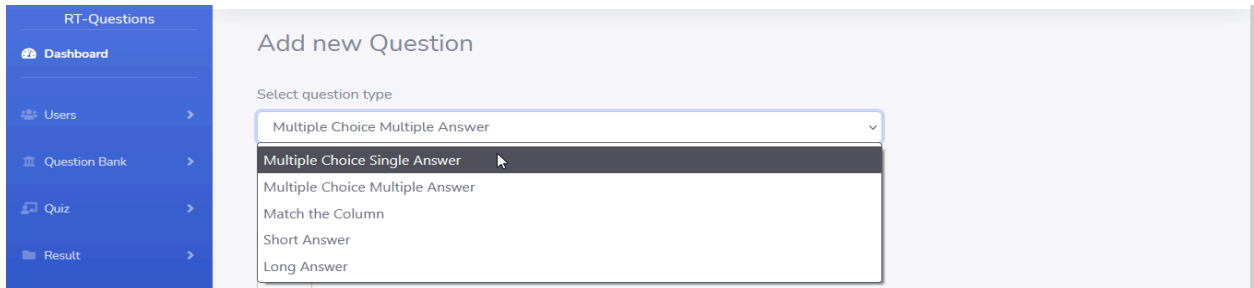 RT-Questions
Dashboard
Users
Question Bank
Quiz
Result
Add new Question
Select question type
Multiple Choice Multiple Answer
Multiple Choice Single Answer
Multiple Choice Multiple Answer
Match the Column
Short Answer
Long Answer